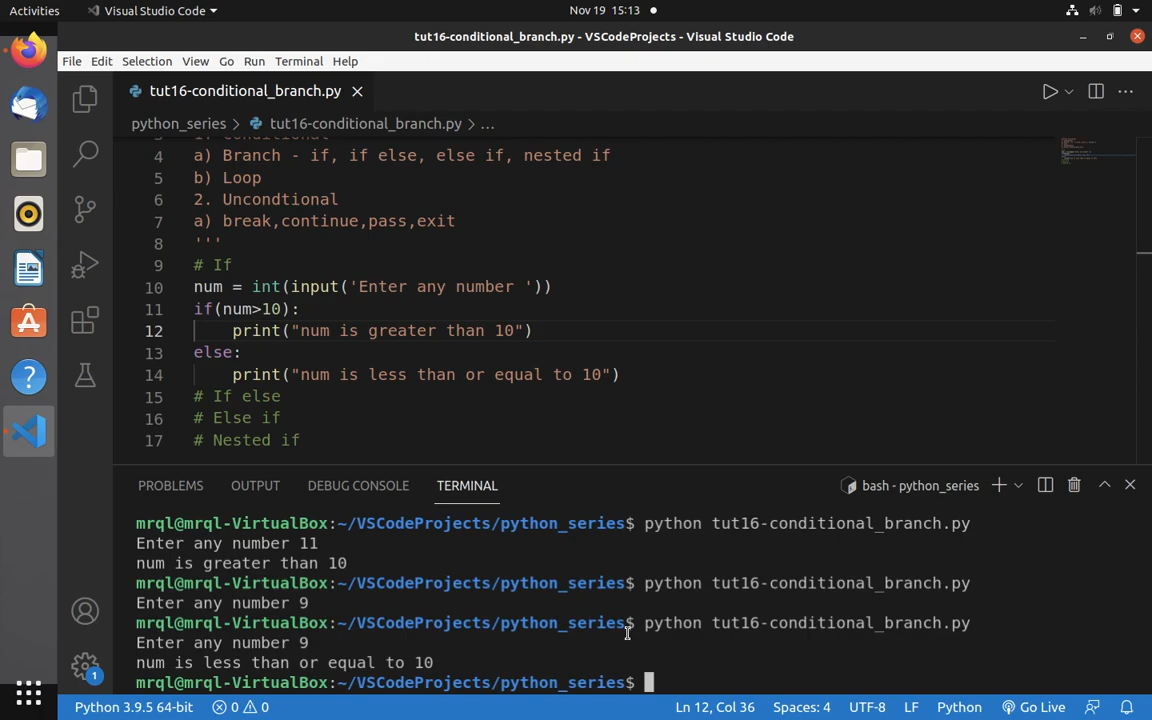 Activities
Visual Studio Code
Nov 19 15:13
tut16-conditional_branch.py - VSCodeProjects - Visual Studio Code
File Edit Selection View Go Run Terminal Help
tut16-conditional_branch.py
python_series > tut16-conditional_branch.py > ...
4 a) Branch - if, if else, else if, nested if
5 b) Loop
6 2. Uncondtional
7 a) break,continue,pass,exit
8 '''
9 # If
10 num = int(input('Enter any number '))
11 if(num>10):
12 print("num is greater than 10")
13 else:
14 print("num is less than or equal to 10")
15 # If else
16 # Else if
17 # Nested if
PROBLEMS OUTPUT DEBUG CONSOLE TERMINAL
bash - python_series
mrql@mrql-VirtualBox:~/VSCodeProjects/python_series$ python tut16-conditional_branch.py
Enter any number 11
num is greater than 10
mrql@mrql-VirtualBox:~/VSCodeProjects/python_series$ python tut16-conditional_branch.py
Enter any number 9
mrql@mrql-VirtualBox:~/VSCodeProjects/python_series$ python tut16-conditional_branch.py
Enter any number 9
num is less than or equal to 10
mrql@mrql-VirtualBox:~/VSCodeProjects/python_series$
1
Python 3.9.5 64-bit 0 0 Ln 12, Col 36 Spaces: 4 UTF-8 LF Python Go Live